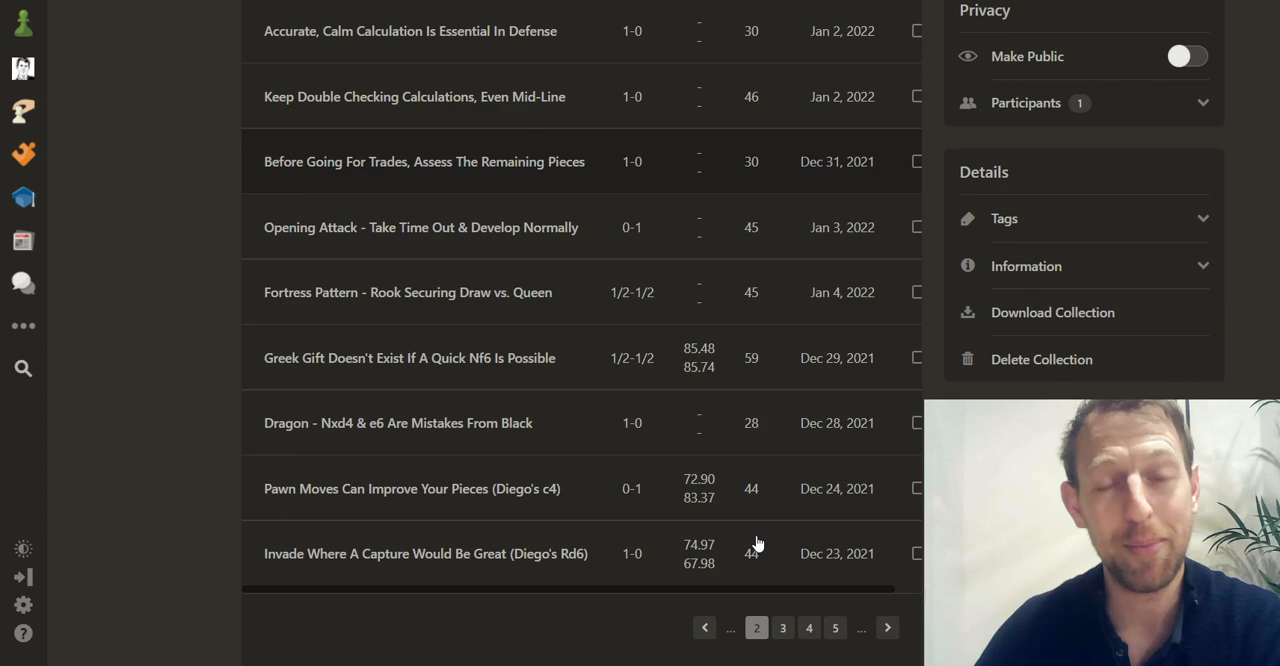 Accurate, Calm Calculation Is Essential In Defense 1-0 - - 30 Jan 2, 2022
Keep Double Checking Calculations, Even Mid-Line 1-0 - - 46 Jan 2, 2022
Before Going For Trades, Assess The Remaining Pieces 1-0 - - 30 Dec 31, 2021
Opening Attack - Take Time Out & Develop Normally 0-1 - - 45 Jan 3, 2022
Fortress Pattern - Rook Securing Draw vs. Queen 1/2-1/2 - - 45 Jan 4, 2022
Greek Gift Doesn't Exist If A Quick Nf6 Is Possible 1/2-1/2 85.48 85.74 59 Dec 29, 2021
Dragon - Nxd4 & e6 Are Mistakes From Black 1-0 - - 28 Dec 28, 2021
Pawn Moves Can Improve Your Pieces (Diego's c4) 0-1 72.90 83.37 44 Dec 24, 2021
Invade Where A Capture Would Be Great (Diego's Rd6) 1-0 74.97 67.98 44 Dec 23, 2021
... 2 3 4 5 ...
Privacy
Make Public
Participants 1
Details
Tags
Information
Download Collection
Delete Collection